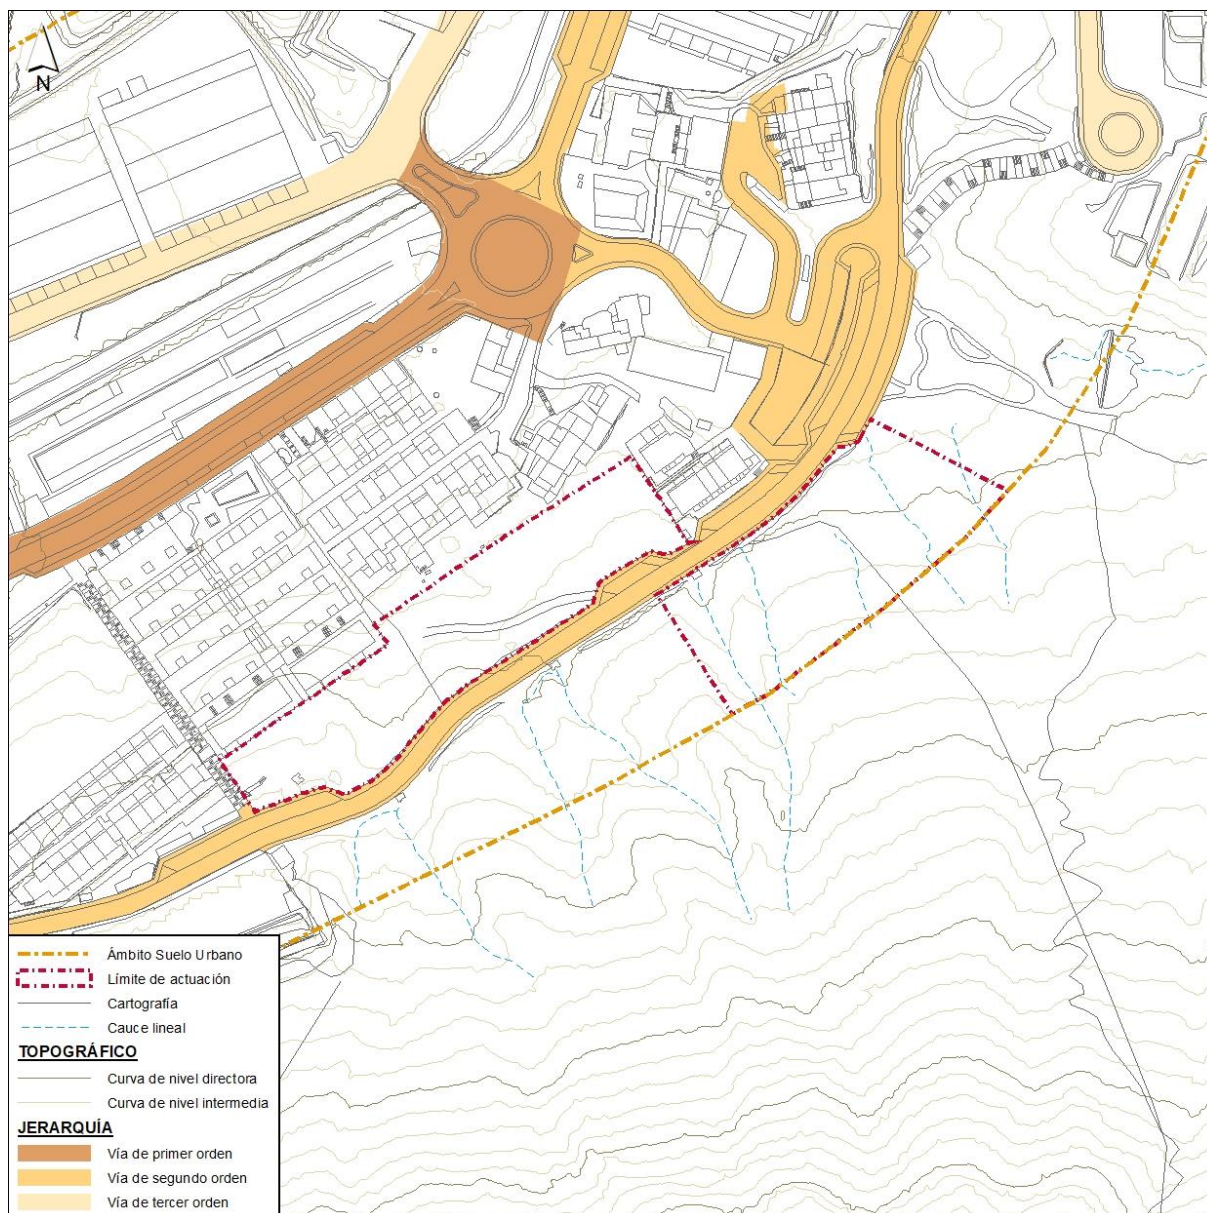 N
Ámbito Suelo Urbano
Límite de actuación
Cartografía
Cauce lineal
TOPOGRÁFICO
Curva de nivel directora
Curva de nivel intermedia
JERARQUÍA
Vía de primer orden
Vía de segundo orden
Vía de tercer orden